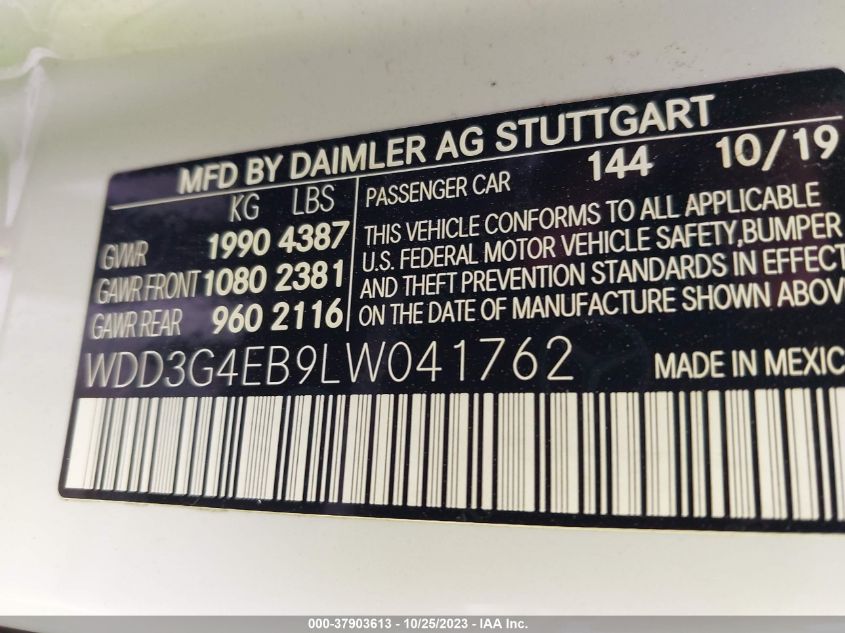 MFD BY DAIMLER AG STUTTGART
KG LBS
GVWR 1990 4387
GAWR FRONT 1080 2381
GAWR REAR 960 2116
PASSENGER CAR 144 10/19
THIS VEHICLE CONFORMS TO ALL APPLICABLE
U.S. FEDERAL MOTOR VEHICLE SAFETY, BUMPER
AND THEFT PREVENTION STANDARDS IN EFFECT
ON THE DATE OF MANUFACTURE SHOWN ABOV
WDD3G4EB9LW041762
MADE IN MEXIC
000-37903613 - 10/25/2023 - IAA Inc.